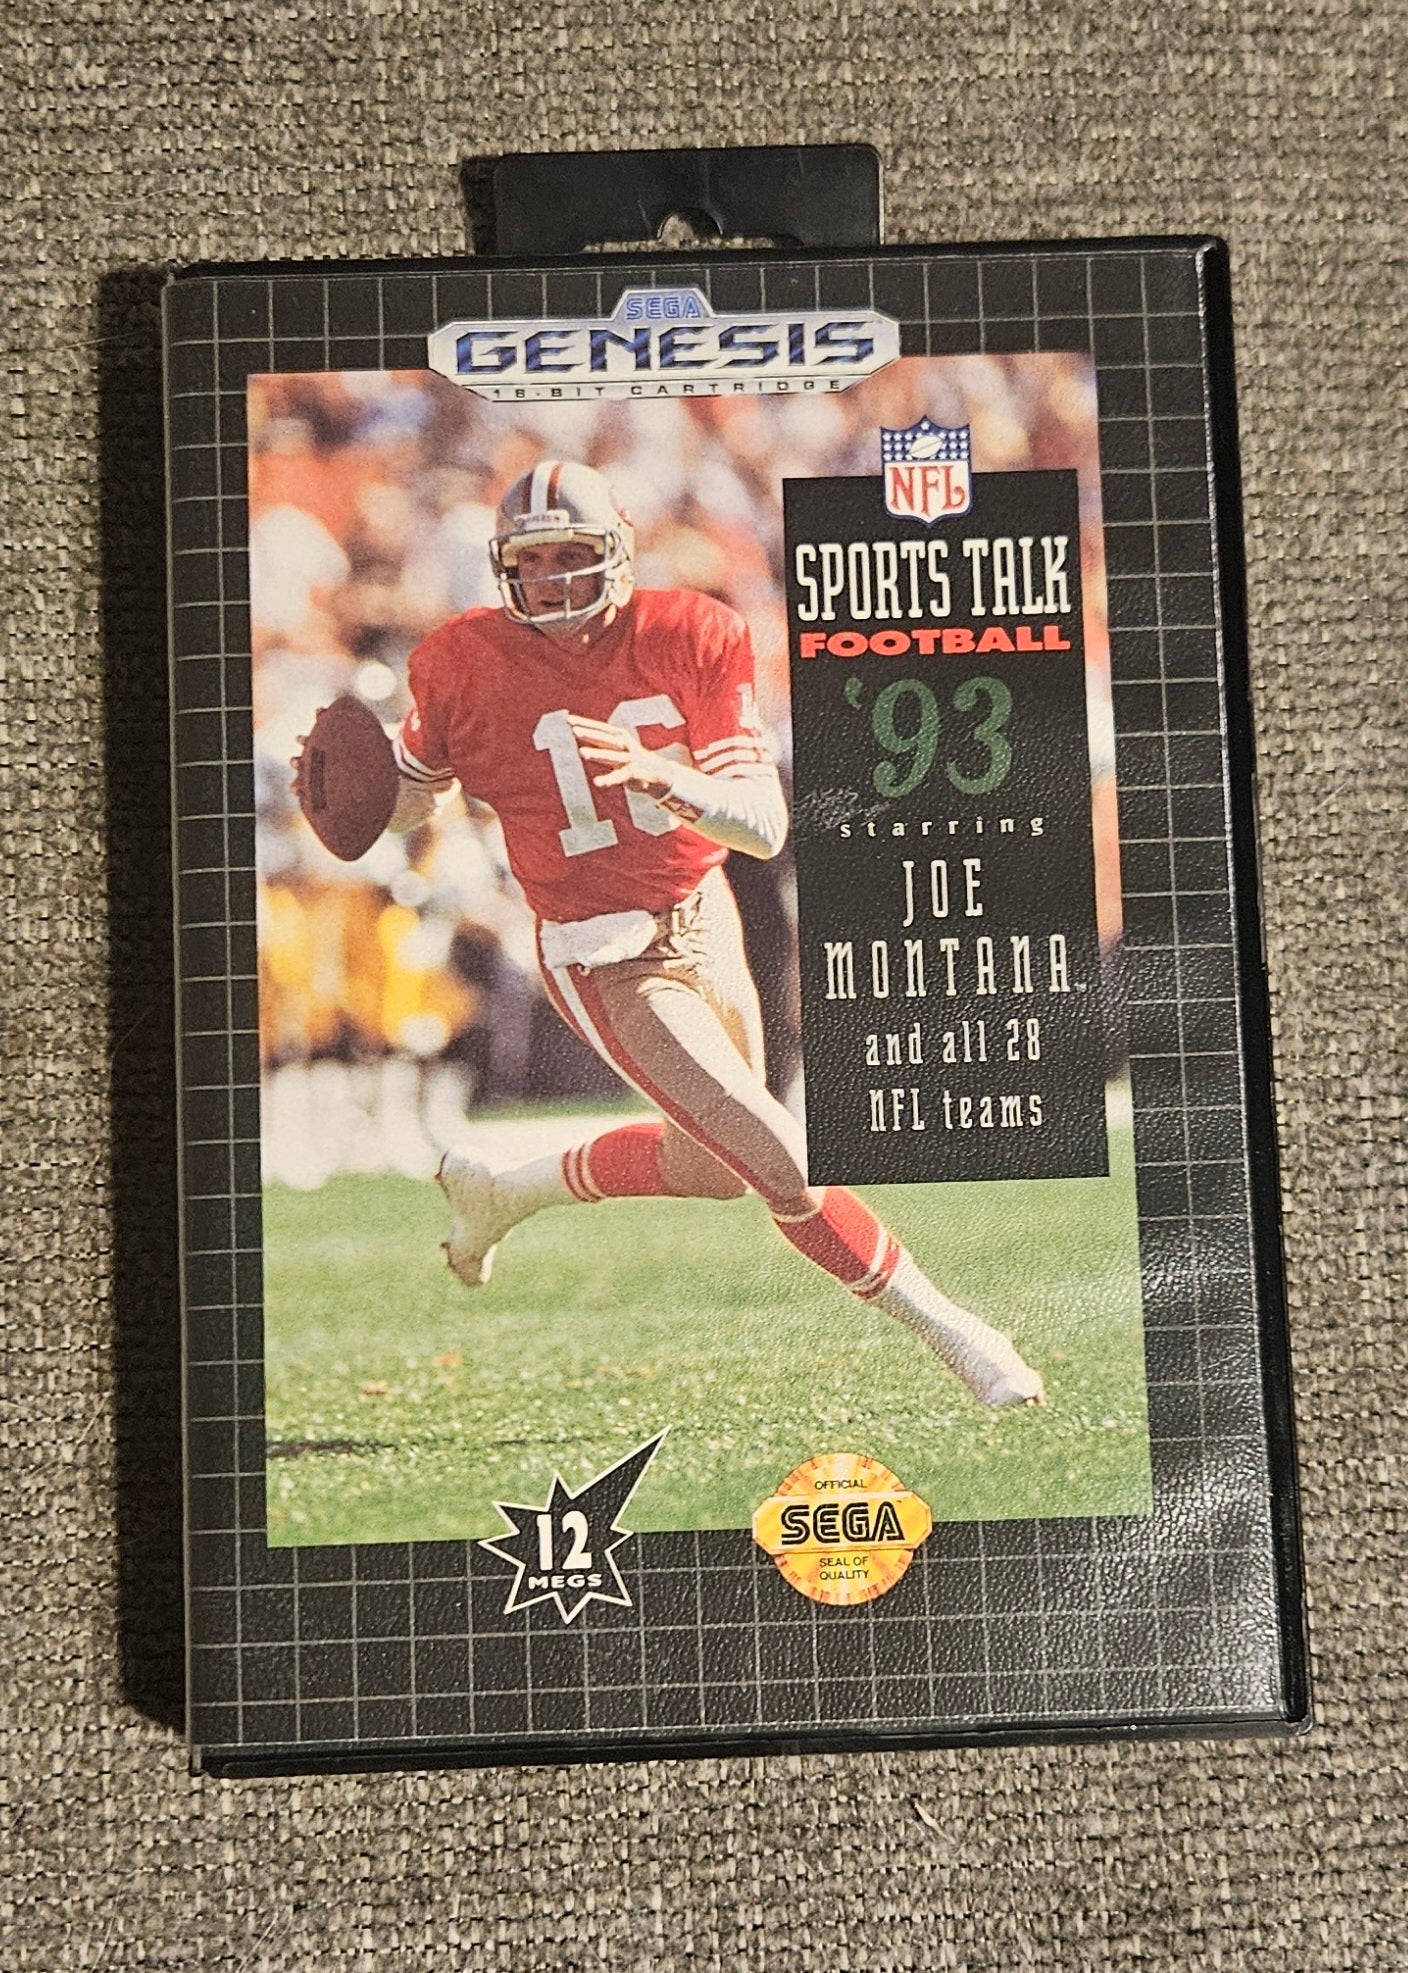 SEGA
GENESIS
16-BIT CARTRIDGE
NFL
SPORTS TALK
FOOTBALL
'93
starring
JOE
MONTANA
and all 28
NFL teams
16
12
MEGS
OFFICIAL
SEGA™
SEAL OF
QUALITY